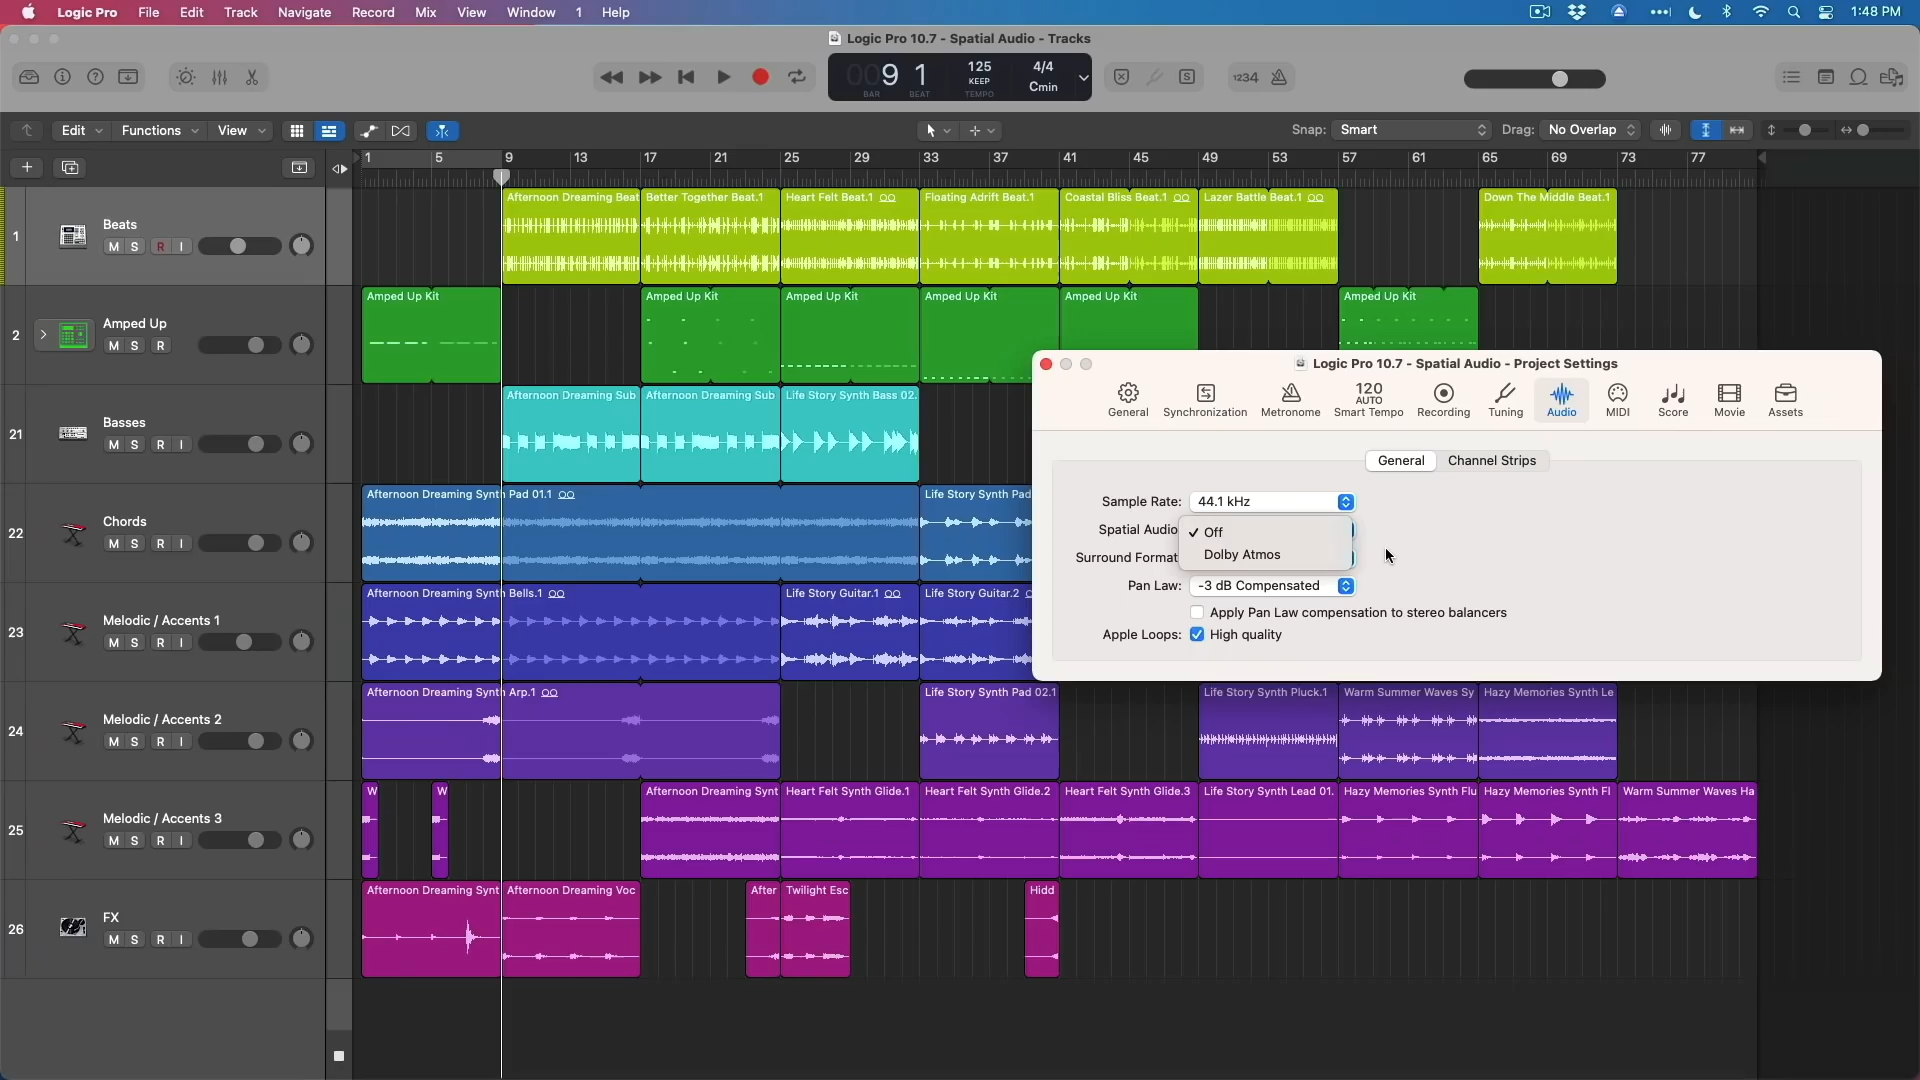 Logic Pro File Edit Track Navigate Record Mix View Window 1 Help 1:48 PM
Logic Pro 10.7 - Spatial Audio - Tracks
009 1 125 KEEP 4/4 Cmin
BAR BEAT TEMPO
S 1234
Edit Functions View Snap: Smart Drag: No Overlap
1 5 9 13 17 21 25 29 33 37 41 45 49 53 57 61 65 69 73 77
1 Beats
M S R I
Afternoon Dreaming Beat Better Together Beat.1 Heart Felt Beat.1 Floating Adrift Beat.1 Coastal Bliss Beat.1 Lazer Battle Beat.1 Down The Middle Beat.1
2 Amped Up
M S R
Amped Up Kit Amped Up Kit Amped Up Kit Amped Up Kit Amped Up Kit Amped Up Kit
21 Basses
M S R I
Afternoon Dreaming Sub Afternoon Dreaming Sub Life Story Synth Bass 02.
22 Chords
M S R I
Afternoon Dreaming Synth Pad 01.1 Life Story Synth Pad
23 Melodic / Accents 1
M S R I
Afternoon Dreaming Synth Bells.1 Life Story Guitar.1 Life Story Guitar.2
24 Melodic / Accents 2
M S R I
Afternoon Dreaming Synth Arp.1 Life Story Synth Pad 02.1 Life Story Synth Pluck.1 Warm Summer Waves Sy Hazy Memories Synth Le
25 Melodic / Accents 3
M S R I
W W Afternoon Dreaming Synt Heart Felt Synth Glide.1 Heart Felt Synth Glide.2 Heart Felt Synth Glide.3 Life Story Synth Lead 01. Hazy Memories Synth Flu Hazy Memories Synth Fl Warm Summer Waves Ha
26 FX
M S R I
Afternoon Dreaming Synt Afternoon Dreaming Voc After Twilight Esc Hidd
Logic Pro 10.7 - Spatial Audio - Project Settings
120
AUTO
General Synchronization Metronome Smart Tempo Recording Tuning Audio MIDI Score Movie Assets
General Channel Strips
Sample Rate: 44.1 kHz
Spatial Audio Off
Dolby Atmos
Surround Format
Pan Law: -3 dB Compensated
Apply Pan Law compensation to stereo balancers
Apple Loops: High quality